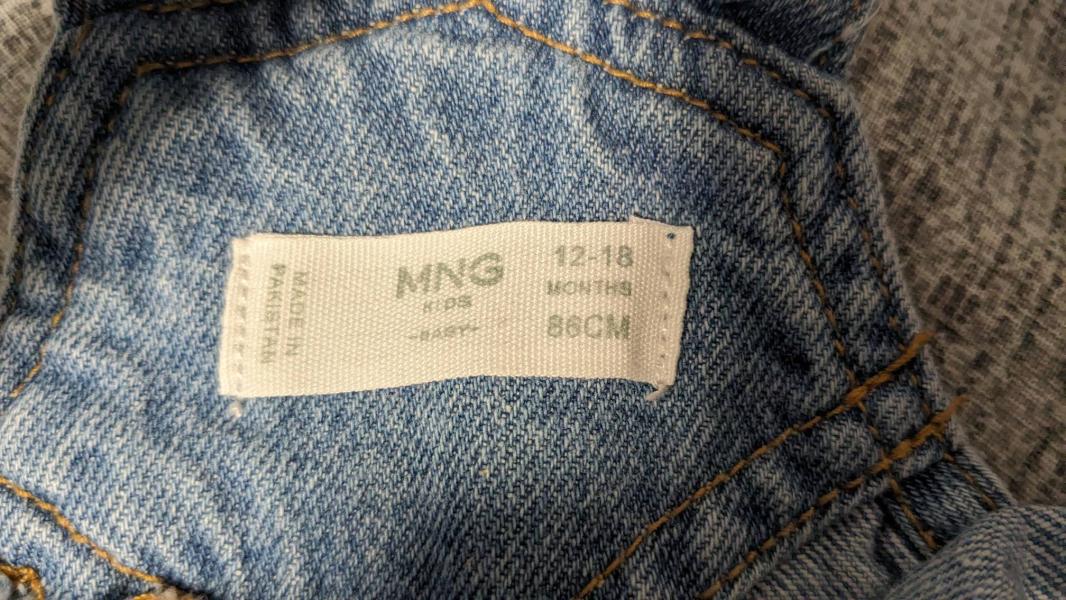 MADE IN
PAKISTAN
MNG
KIDS
-BABY-
12-18
MONTHS
86CM